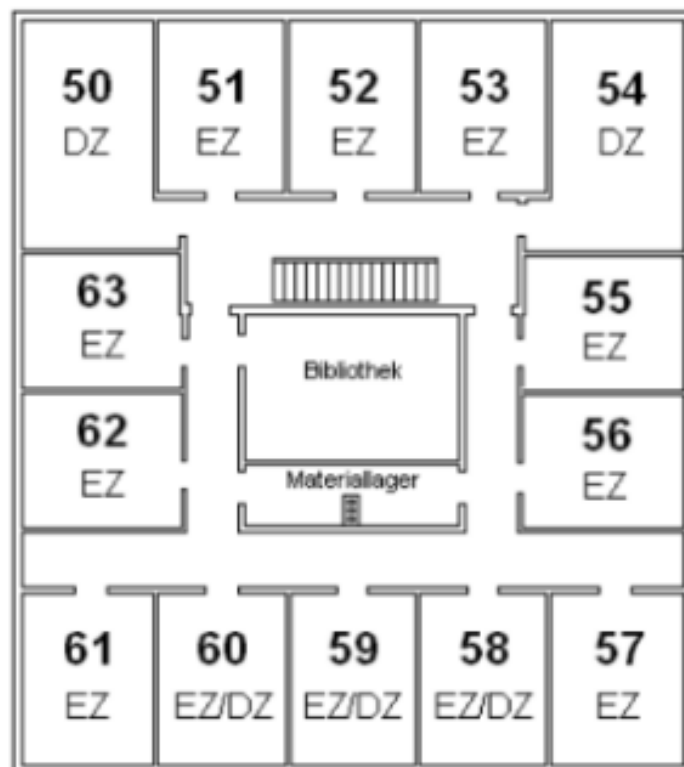 50 51 52 53 54
DZ EZ EZ EZ DZ
63 55
EZ EZ
Bibliothek
62 56
EZ EZ
Materiallager
61 60 59 58 57
EZ EZ/DZ EZ/DZ EZ/DZ EZ